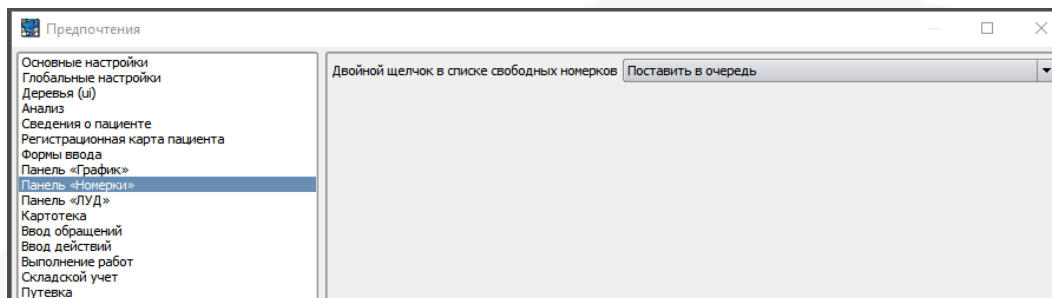 Предпочтения
Основные настройки
Глобальные настройки
Деревья (ui)
Анализ
Сведения о пациенте
Регистрационная карта пациента
Формы ввода
Панель «График»
Панель «Номерки»
Панель «ЛУД»
Картотека
Ввод обращений
Ввод действий
Выполнение работ
Складской учет
Путевка
Двойной щелчок в списке свободных номерков Поставить в очередь